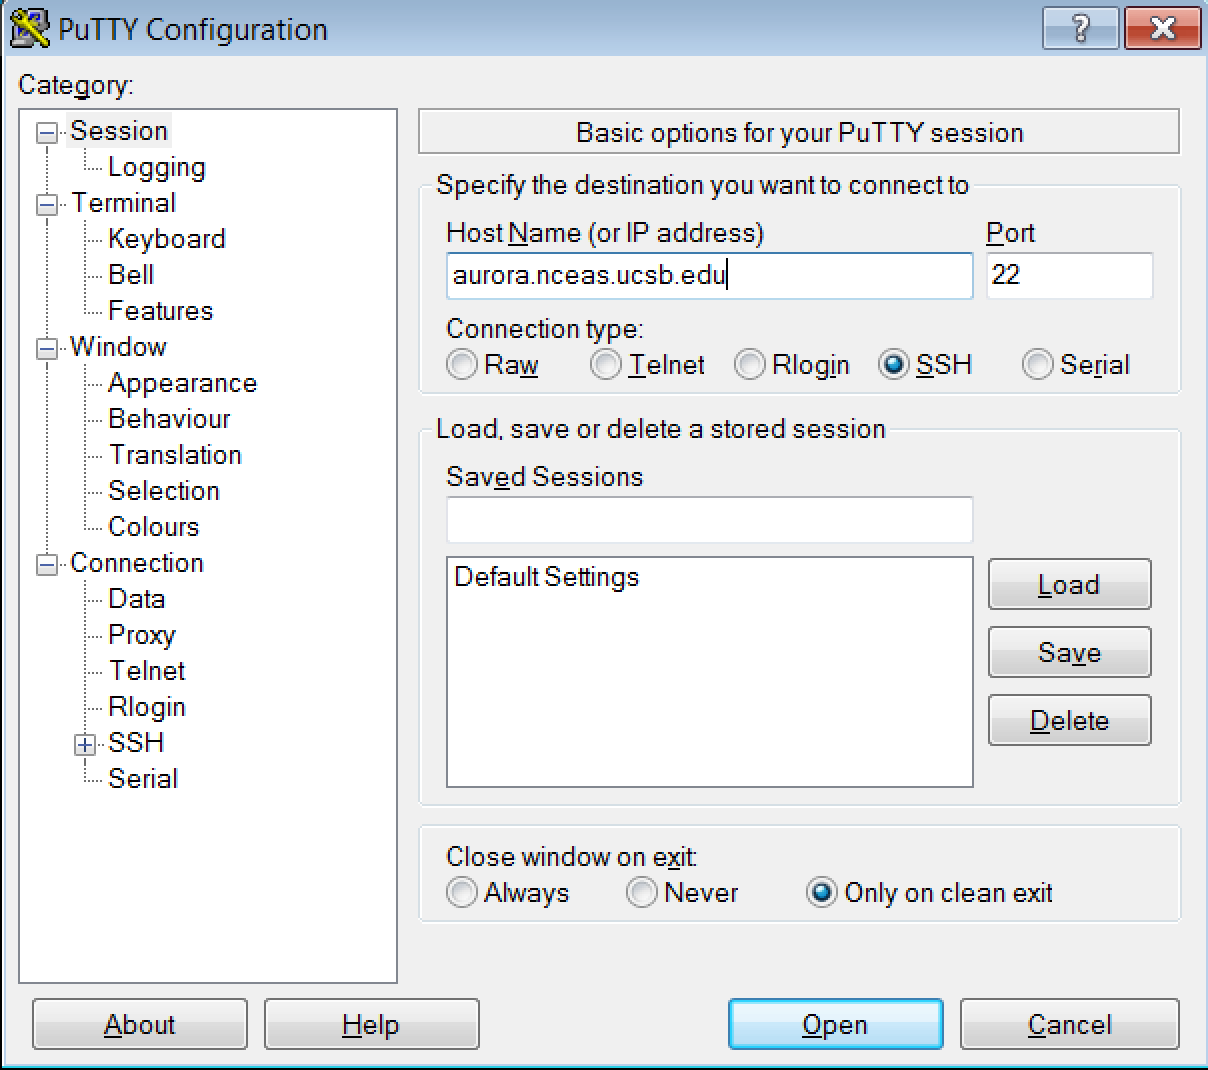 PuTTY Configuration
Category:
Session
Logging
Terminal
Keyboard
Bell
Features
Window
Appearance
Behaviour
Translation
Selection
Colours
Connection
Data
Proxy
Telnet
Rlogin
SSH
Serial
Basic options for your PuTTY session
Specify the destination you want to connect to
Host Name (or IP address) Port
aurora.nceas.ucsb.edu 22
Connection type:
Raw Telnet Rlogin SSH Serial
Load, save or delete a stored session
Saved Sessions
Default Settings
Load
Save
Delete
Close window on exit:
Always Never Only on clean exit
About Help Open Cancel